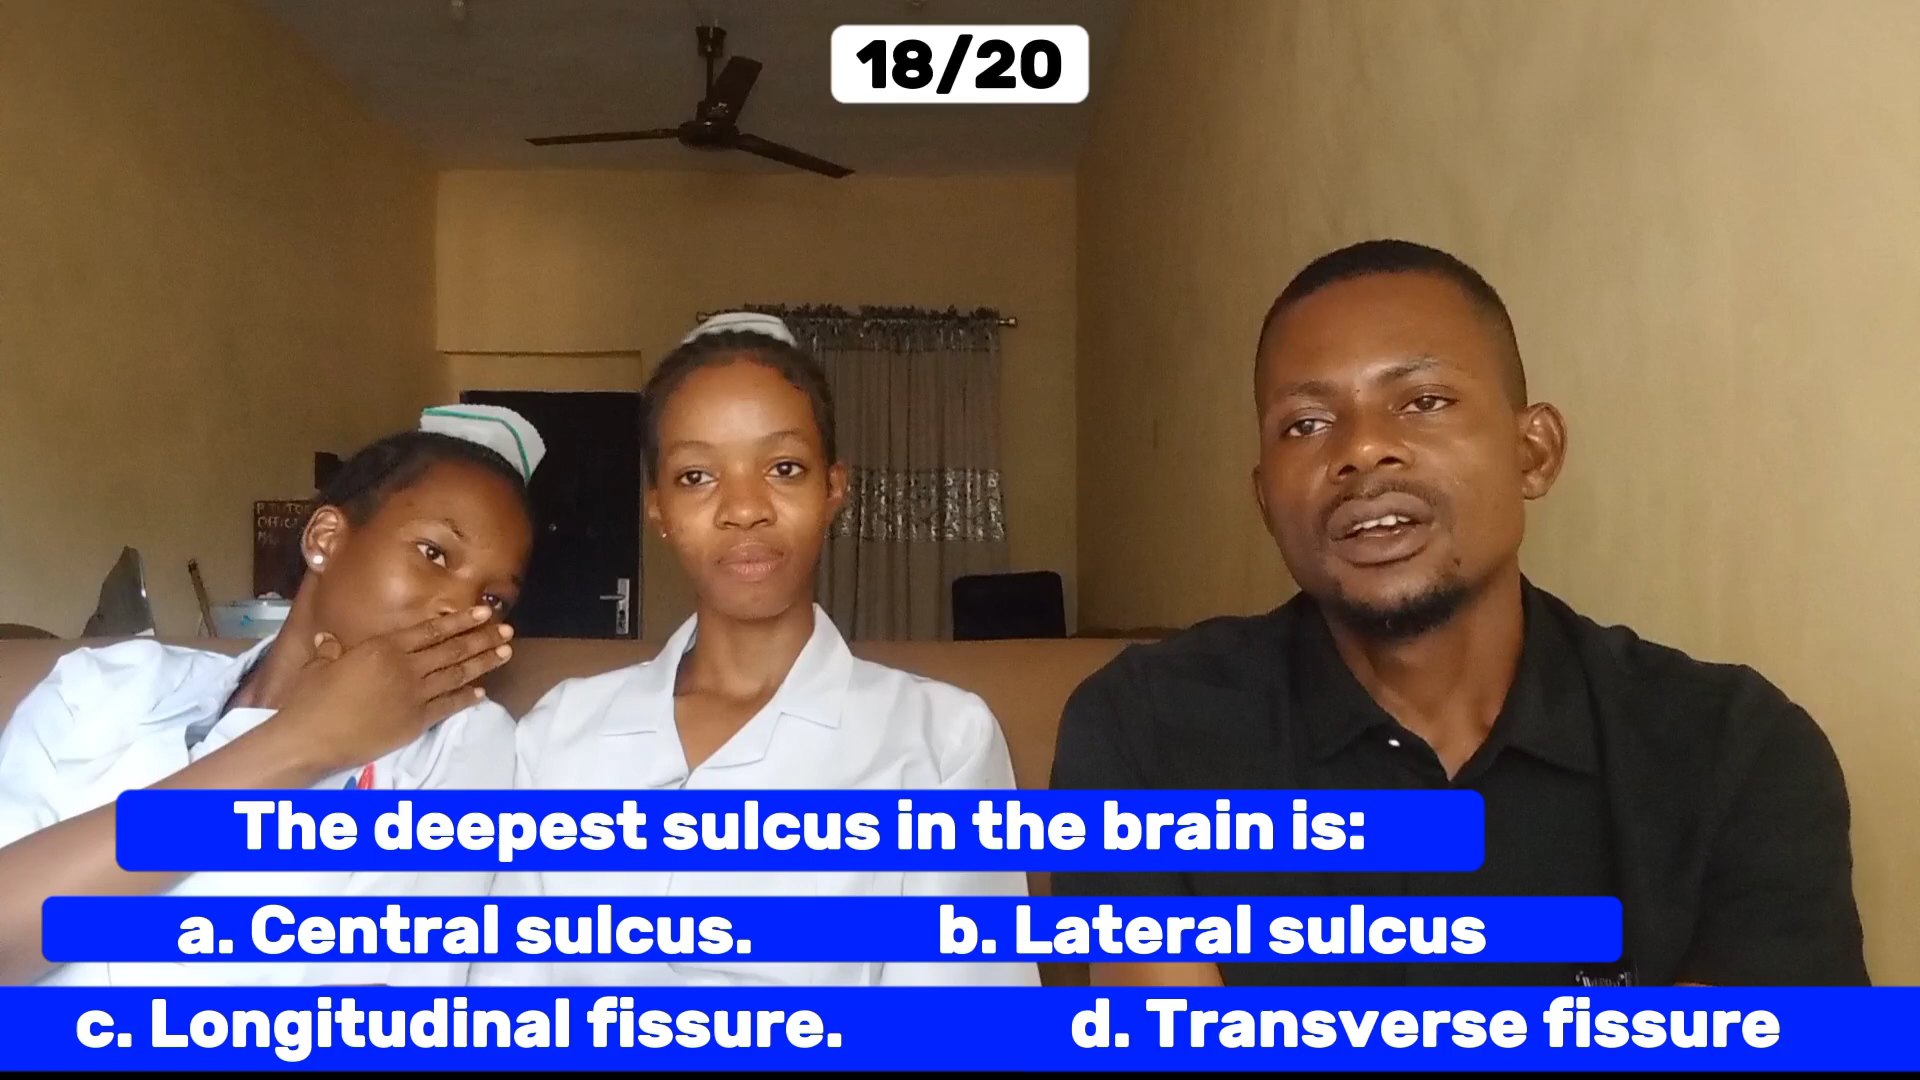 18/20
The deepest sulcus in the brain is:
a. Central sulcus. b. Lateral sulcus
c. Longitudinal fissure. d. Transverse fissure